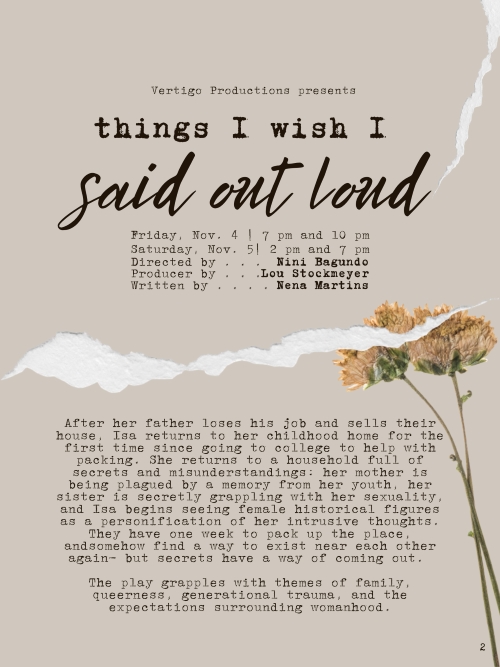 Vertigo Productions presents
things I wish I
said out loud
Friday, Nov. 4 | 7 pm and 10 pm
Saturday, Nov. 5| 2 pm and 7 pm
Directed by . . . Nini Bagundo
Producer by . . .Lou Stockmeyer
Written by . . . . Nena Martins
After her father loses his job and sells their
house, Isa returns to her childhood home for the
first time since going to college to help with
packing. She returns to a household full of
secrets and misunderstandings: her mother is
being plagued by a memory from her youth, her
sister is secretly grappling with her sexuality,
and Isa begins seeing female historical figures
as a personification of her intrusive thoughts.
They have one week to pack up the place,
andsomehow find a way to exist near each other
again- but secrets have a way of coming out.
The play grapples with themes of family,
queerness, generational trauma, and the
expectations surrounding womanhood.
2